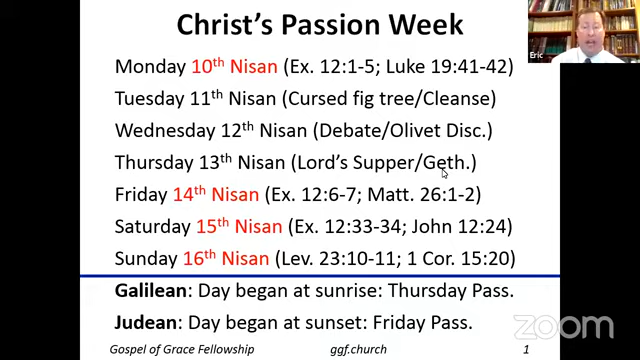 Christ's Passion Week
Eric
Monday 10th Nisan (Ex. 12:1-5; Luke 19:41-42)
Tuesday 11th Nisan (Cursed fig tree/Cleanse)
Wednesday 12th Nisan (Debate/Olivet Disc.)
Thursday 13th Nisan (Lord's Supper/Geth.)
Friday 14th Nisan (Ex. 12:6-7; Matt. 26:1-2)
Saturday 15th Nisan (Ex. 12:33-34; John 12:24)
Sunday 16th Nisan (Lev. 23:10-11; 1 Cor. 15:20)
Galilean: Day began at sunrise: Thursday Pass.
Judean: Day began at sunset: Friday Pass.
zoom
Gospel of Grace Fellowship ggf.church 1